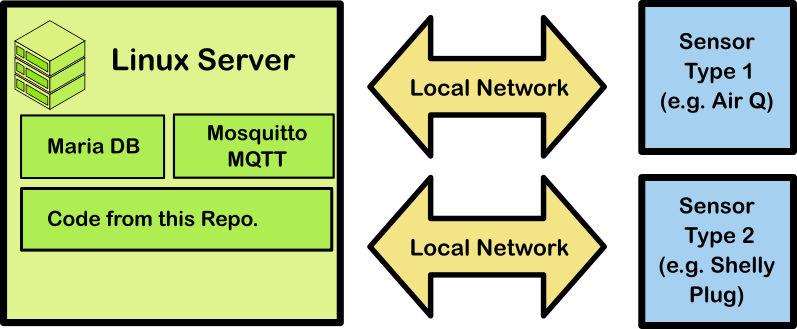 Linux Server
Maria DB
Mosquitto
MQTT
Code from this Repo.
Local Network
Local Network
Sensor
Type 1
(e.g. Air Q)
Sensor
Type 2
(e.g. Shelly
Plug)